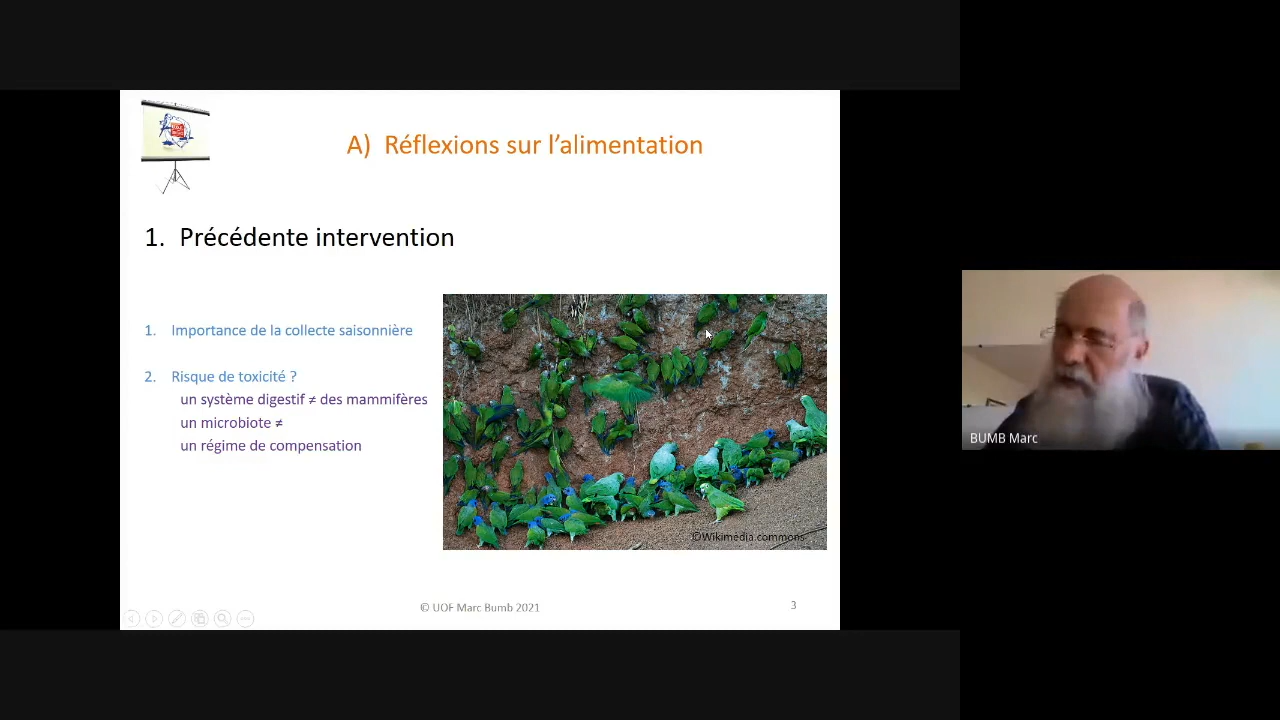 A) Réflexions sur l’alimentation
1. Précédente intervention
1. Importance de la collecte saisonnière
2. Risque de toxicité ?
un système digestif ≠ des mammifères
un microbiote ≠
un régime de compensation
©Wikimedia.commons
© UOF Marc Bumb 2021
3
BUMB Marc